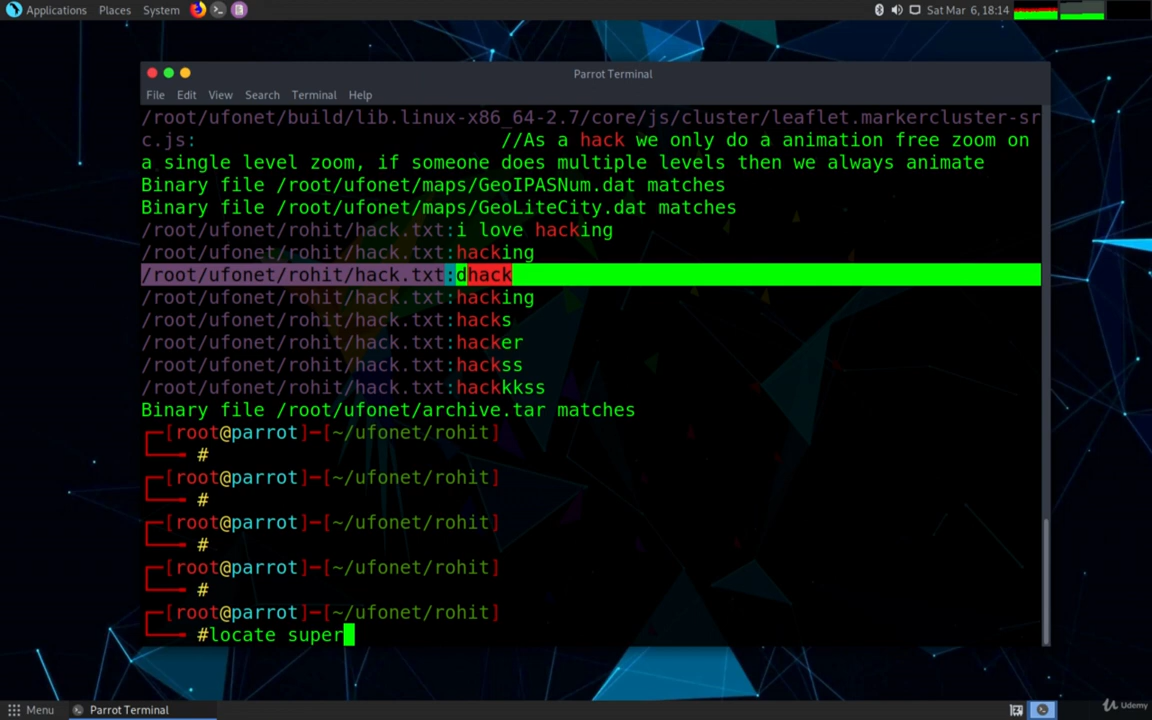 Applications Places System Sat Mar 6, 18:14
Parrot Terminal
File Edit View Search Terminal Help
/root/ufonet/build/lib.linux-x86_64-2.7/core/js/cluster/leaflet.markercluster-sr
c.js: //As a hack we only do a animation free zoom on
a single level zoom, if someone does multiple levels then we always animate
Binary file /root/ufonet/maps/GeoIPASNum.dat matches
Binary file /root/ufonet/maps/GeoLiteCity.dat matches
/root/ufonet/rohit/hack.txt:i love hacking
/root/ufonet/rohit/hack.txt:hacking
/root/ufonet/rohit/hack.txt:dhack
/root/ufonet/rohit/hack.txt:hacking
/root/ufonet/rohit/hack.txt:hacks
/root/ufonet/rohit/hack.txt:hacker
/root/ufonet/rohit/hack.txt:hackss
/root/ufonet/rohit/hack.txt:hackkkss
Binary file /root/ufonet/archive.tar matches
[root@parrot]─[~/ufonet/rohit]
#
[root@parrot]─[~/ufonet/rohit]
#
[root@parrot]─[~/ufonet/rohit]
#
[root@parrot]─[~/ufonet/rohit]
#
[root@parrot]─[~/ufonet/rohit]
#locate super
Menu Parrot Terminal
Udemy